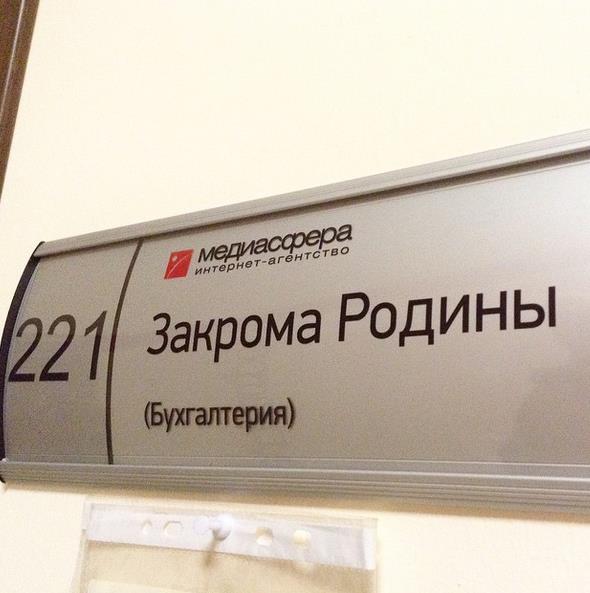 221
медиасфера
интернет-агентство
Закрома Родины
(Бухгалтерия)